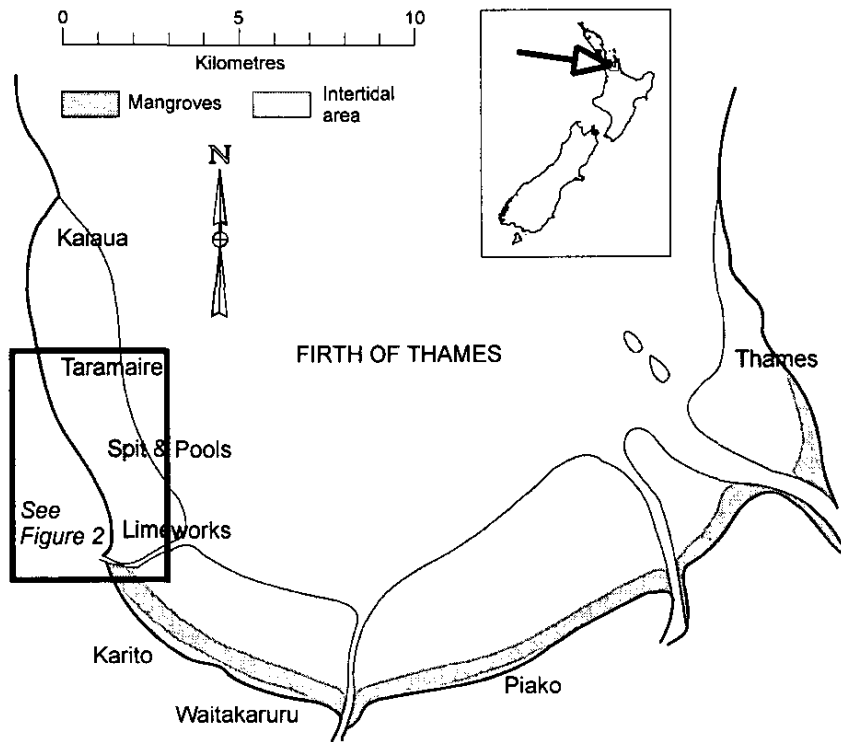 0 5 10
Kilometres
Mangroves
Intertidal
area
N
Kaiaua
FIRTH OF THAMES
Taramaire
Thames
Spit & Pools
See
Figure 2
Limeworks
Karito
Piako
Waitakaruru